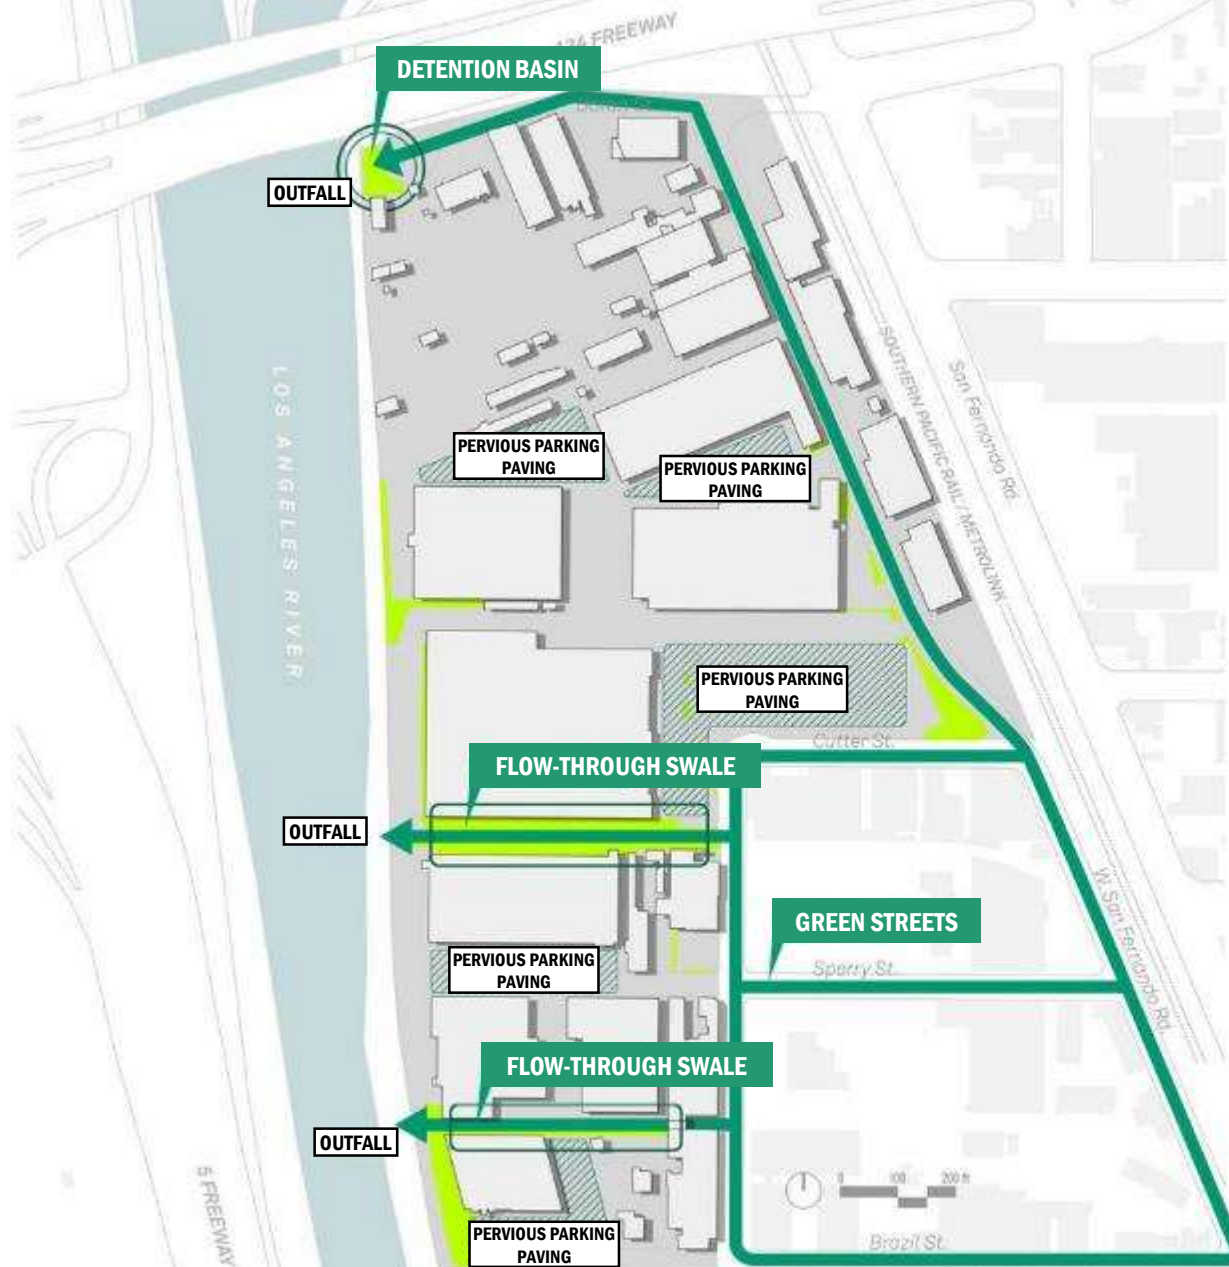 134 FREEWAY
DETENTION BASIN
OUTFALL
LOS ANGELES RIVER
SOUTHERN PACIFIC RAIL / METROLINK
San Fernando Rd.
PERVIOUS PARKING
PAVING
PERVIOUS PARKING
PAVING
PERVIOUS PARKING
PAVING
Cutter St.
FLOW-THROUGH SWALE
OUTFALL
W. San Fernando Rd.
GREEN STREETS
Sperry St.
PERVIOUS PARKING
PAVING
FLOW-THROUGH SWALE
OUTFALL
5 FREEWAY
0 100 200 ft
PERVIOUS PARKING
PAVING
Brazil St.